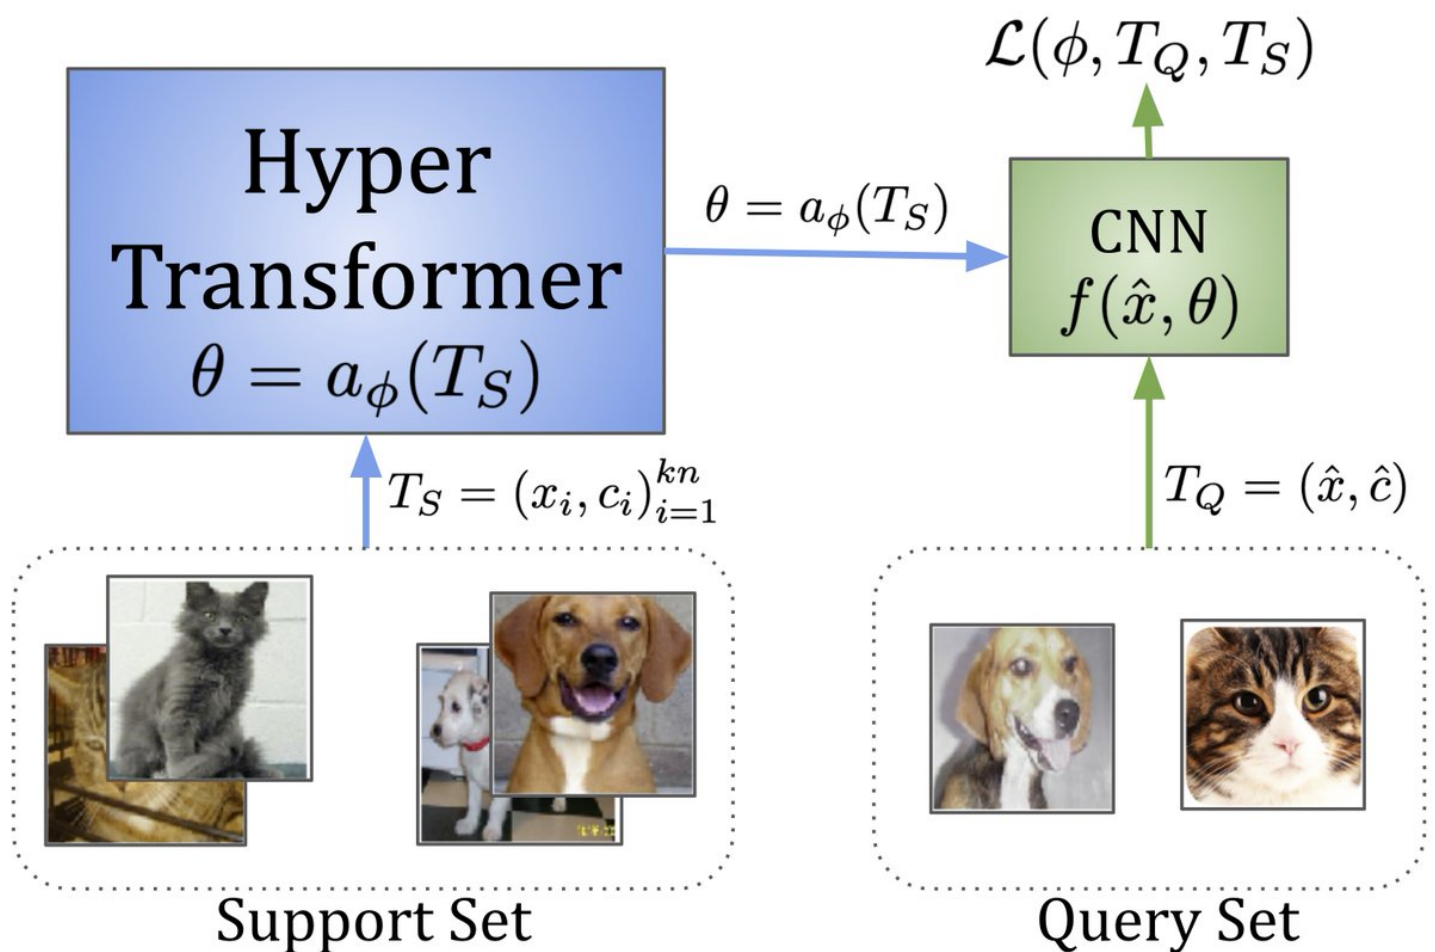 𝓛(ϕ, T_Q, T_S)
Hyper
Transformer
θ = a_ϕ(T_S)
θ = a_ϕ(T_S)
CNN
f(x̂, θ)
T_S = (x_i, c_i)_{i=1}^{kn}
T_Q = (x̂, ĉ)
Support Set
Query Set